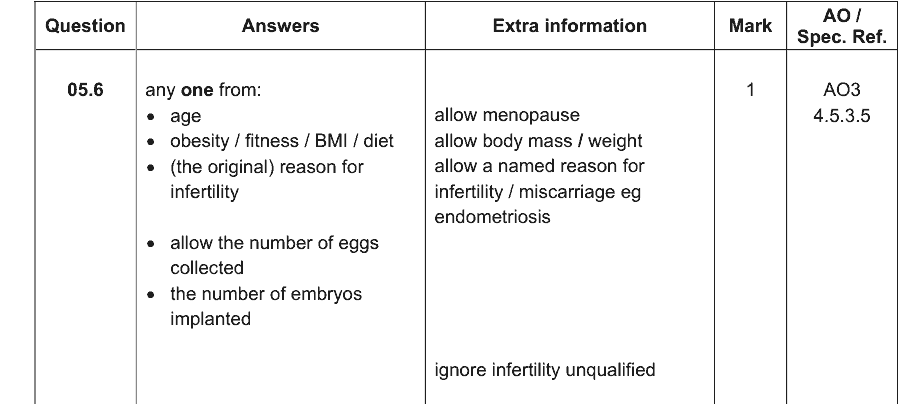 Question Answers Extra information Mark AO /
Spec. Ref.
05.6 any one from: 1 AO3
• age allow menopause 4.5.3.5
• obesity / fitness / BMI / diet allow body mass / weight
• (the original) reason for allow a named reason for
infertility infertility / miscarriage eg
endometriosis
• allow the number of eggs
collected
• the number of embryos
implanted
ignore infertility unqualified